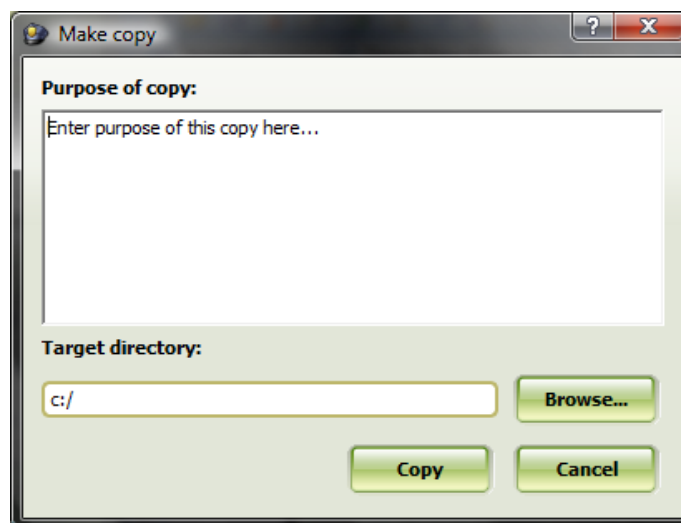 Make copy
?
X
Purpose of copy:
Enter purpose of this copy here...
Target directory:
c:/
Browse...
Copy
Cancel